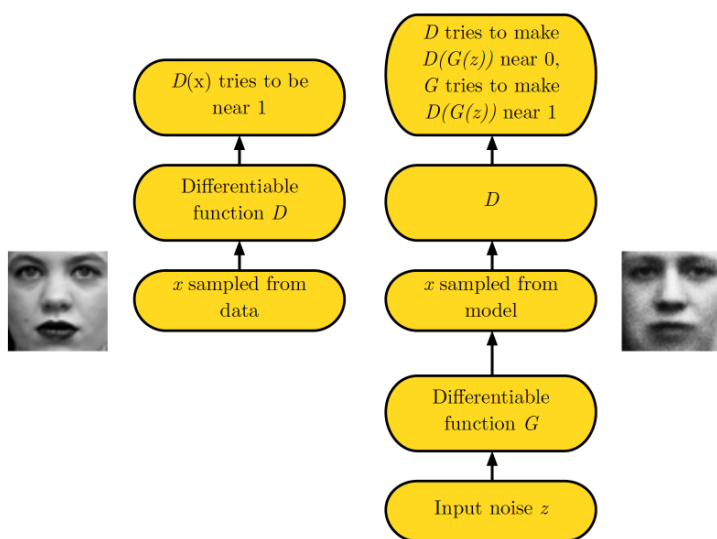 D(x) tries to be
near 1
Differentiable
function D
x sampled from
data
D tries to make
D(G(z)) near 0,
G tries to make
D(G(z)) near 1
D
x sampled from
model
Differentiable
function G
Input noise z